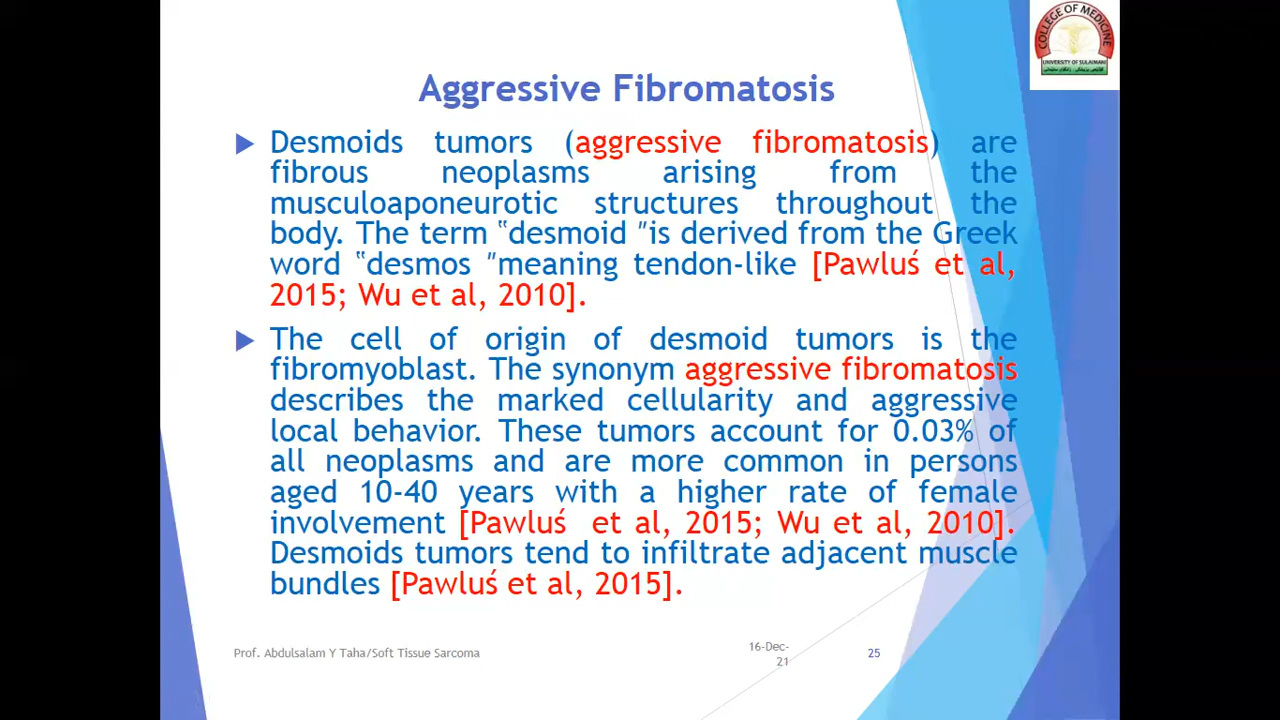 COLLEGE OF MEDICINE
UNIVERSITY OF SULAIMANI
Aggressive Fibromatosis
Desmoids tumors (aggressive fibromatosis) are
fibrous neoplasms arising from the
musculoaponeurotic structures throughout the
body. The term “desmoid ”is derived from the Greek
word “desmos ”meaning tendon-like [Pawluś et al,
2015; Wu et al, 2010].
The cell of origin of desmoid tumors is the
fibromyoblast. The synonym aggressive fibromatosis
describes the marked cellularity and aggressive
local behavior. These tumors account for 0.03% of
all neoplasms and are more common in persons
aged 10-40 years with a higher rate of female
involvement [Pawluś et al, 2015; Wu et al, 2010].
Desmoids tumors tend to infiltrate adjacent muscle
bundles [Pawluś et al, 2015].
Prof. Abdulsalam Y Taha/Soft Tissue Sarcoma
16-Dec-
21
25